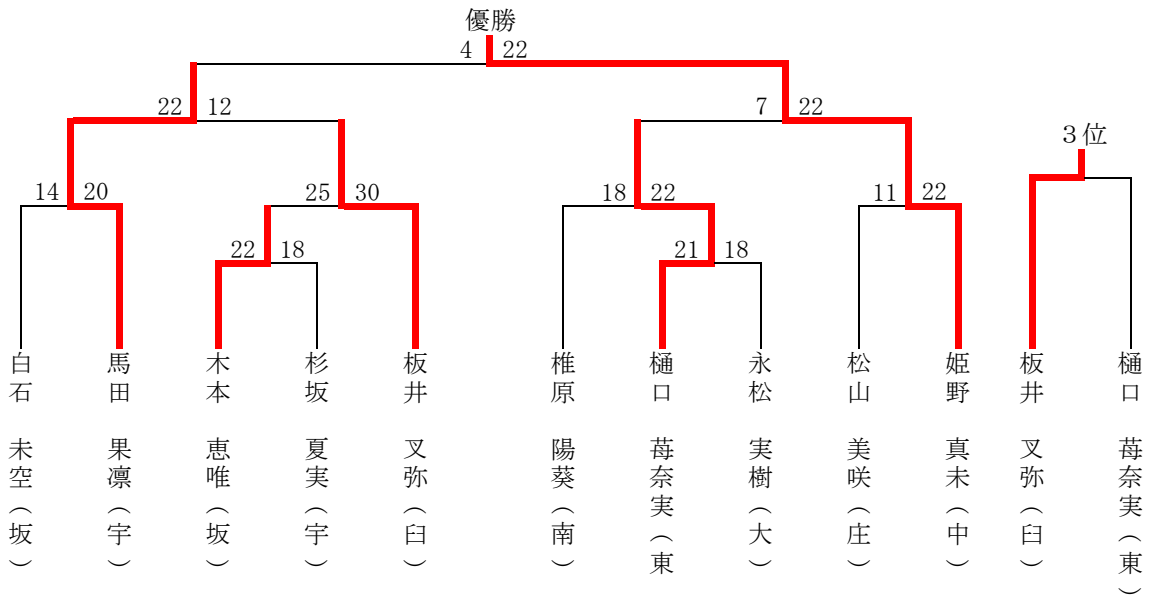 優勝
4 22
22 12
7 22
3位
14 20
25 30
18 22
11 22
22 18
21 18
白石 未空(坂)
馬田 果凛(宇)
木本 恵唯(坂)
杉坂 夏実(宇)
板井 叉弥(臼)
椎原 陽葵(南)
樋口 苺奈実(東
永松 実樹(大)
松山 美咲(庄)
姫野 真未(中)
板井 叉弥(臼)
樋口 苺奈実(東)